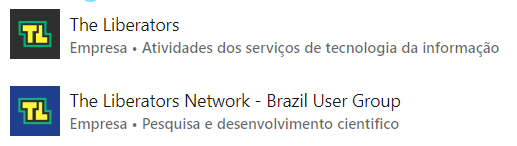 TL
The Liberators
Empresa • Atividades dos serviços de tecnologia da informação
TL
The Liberators Network - Brazil User Group
Empresa • Pesquisa e desenvolvimento cientifico